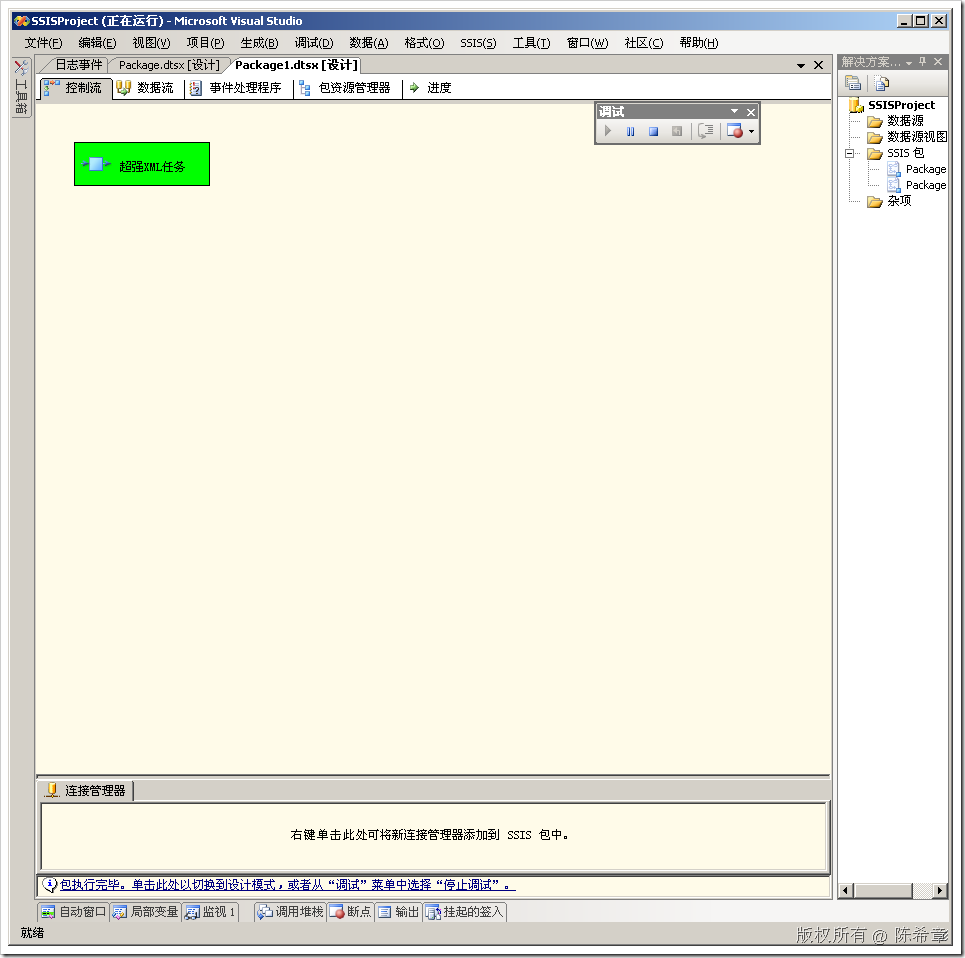 SSISProject (正在运行) - Microsoft Visual Studio
文件(F) 编辑(E) 视图(V) 项目(P) 生成(B) 调试(D) 数据(A) 格式(O) SSIS(S) 工具(T) 窗口(W) 社区(C) 帮助(H)
工具箱
日志事件 Package.dtsx [设计] Package1.dtsx [设计]
控制流 数据流 事件处理程序 包资源管理器 进度
调试
超强XML任务
解决方案...
SSISProject
数据源
数据源视图
SSIS 包
Package
Package
杂项
连接管理器
右键单击此处可将新连接管理器添加到 SSIS 包中。
包执行完毕。单击此处以切换到设计模式，或者从“调试”菜单中选择“停止调试”。
自动窗口 局部变量 监视 1 调用堆栈 断点 输出 挂起的签入
就绪
版权所有 @ 陈希章